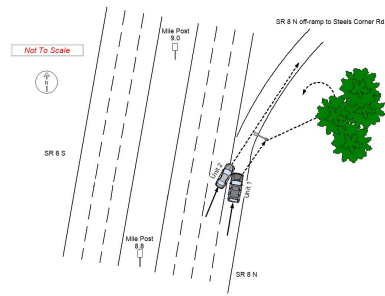 SR 8 N off-ramp to Steels Corner Rd
Mile Post
9.0
Not To Scale
N
SR 8 S
Unit 2
Unit 1
Mile Post
8.8
SR 8 N